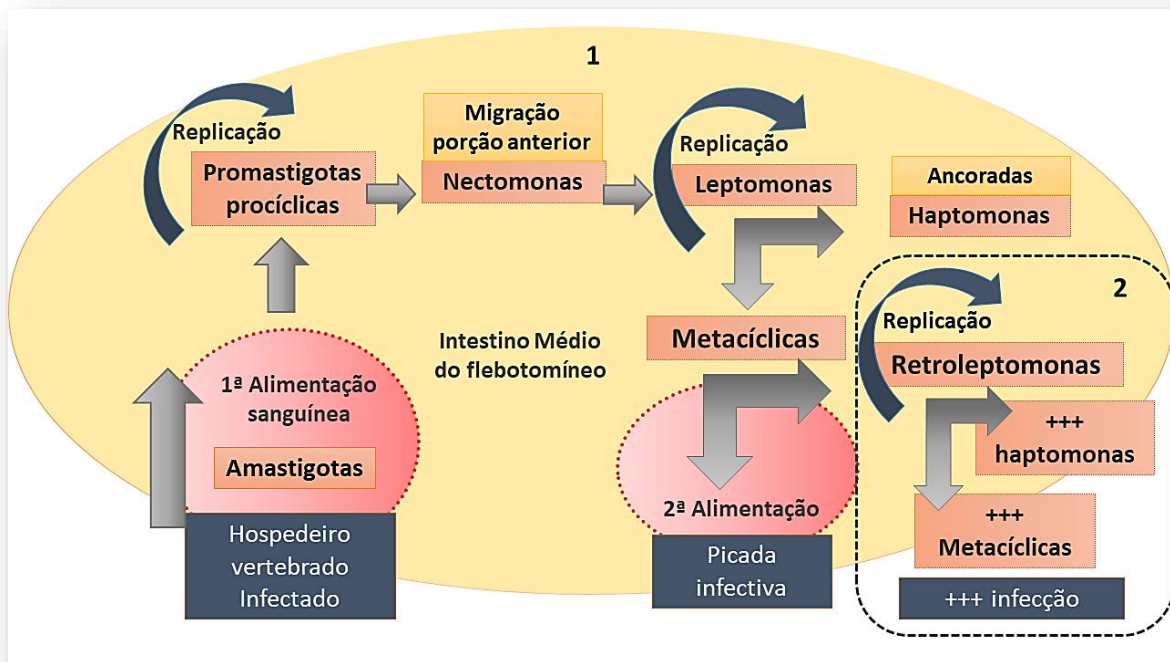 1
Replicação
Promastigotas
procíclicas
Migração
porção anterior
Nectomonas
Replicação
Leptomonas
Ancoradas
Haptomonas
1ª Alimentação
sanguínea
Amastigotas
Hospedeiro
vertebrado
Infectado
Intestino Médio
do flebotomíneo
Metacíclicas
2ª Alimentação
Picada
infectiva
2
Replicação
Retroleptomonas
+++
haptomonas
+++
Metacíclicas
+++ infecção